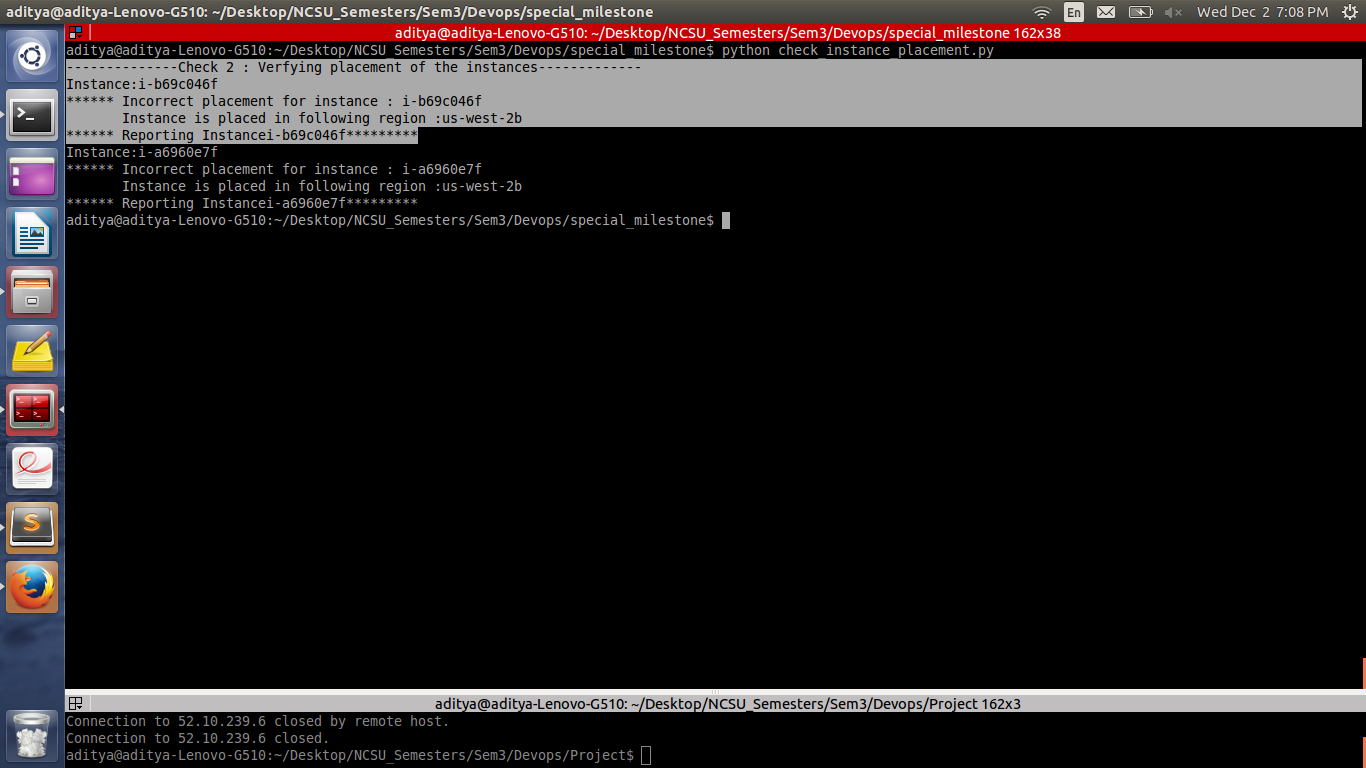 aditya@aditya-Lenovo-G510: ~/Desktop/NCSU_Semesters/Sem3/Devops/special_milestone
En
Wed Dec 2 7:08 PM
aditya@aditya-Lenovo-G510: ~/Desktop/NCSU_Semesters/Sem3/Devops/special_milestone 162x38
aditya@aditya-Lenovo-G510:~/Desktop/NCSU_Semesters/Sem3/Devops/special_milestone$ python check_instance_placement.py
--------------Check 2 : Verfying placement of the instances-------------
Instance:i-b69c046f
****** Incorrect placement for instance : i-b69c046f
       Instance is placed in following region :us-west-2b
****** Reporting Instancei-b69c046f*********
Instance:i-a6960e7f
****** Incorrect placement for instance : i-a6960e7f
       Instance is placed in following region :us-west-2b
****** Reporting Instancei-a6960e7f*********
aditya@aditya-Lenovo-G510:~/Desktop/NCSU_Semesters/Sem3/Devops/special_milestone$
aditya@aditya-Lenovo-G510: ~/Desktop/NCSU_Semesters/Sem3/Devops/Project 162x3
Connection to 52.10.239.6 closed by remote host.
Connection to 52.10.239.6 closed.
aditya@aditya-Lenovo-G510:~/Desktop/NCSU_Semesters/Sem3/Devops/Project$